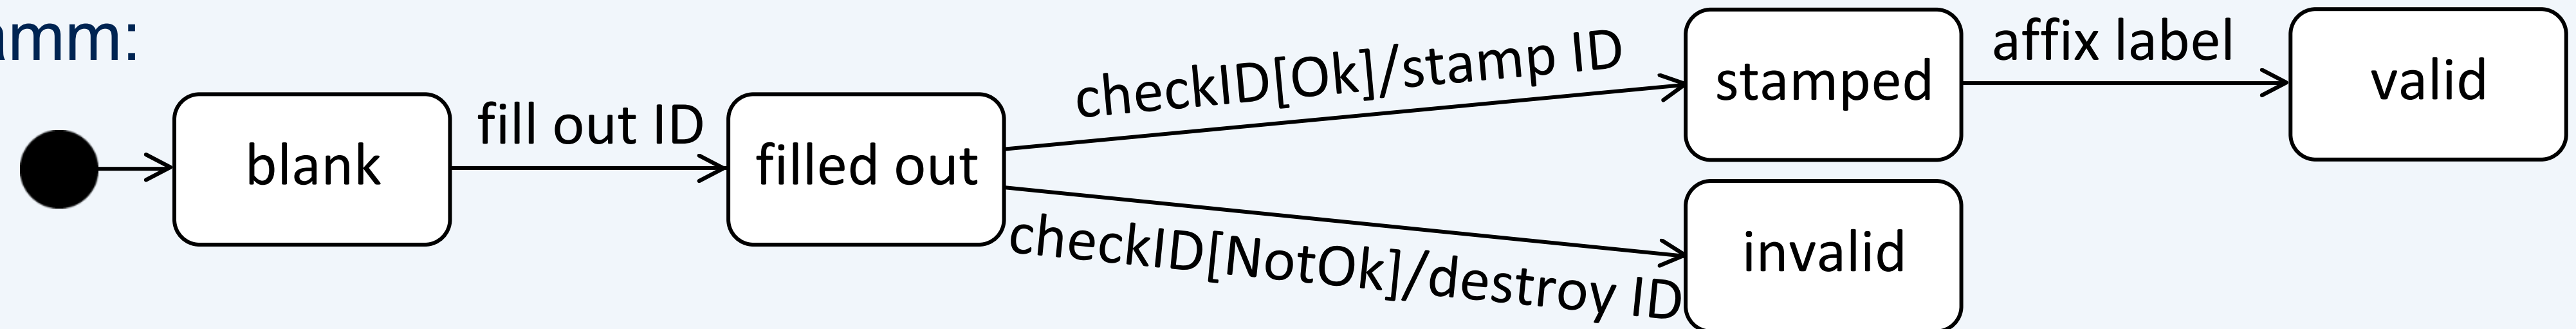 amm:
blank
fill out ID
filled out
checkID[Ok]/stamp ID
checkID[NotOk]/destroy ID
stamped
affix label
valid
invalid